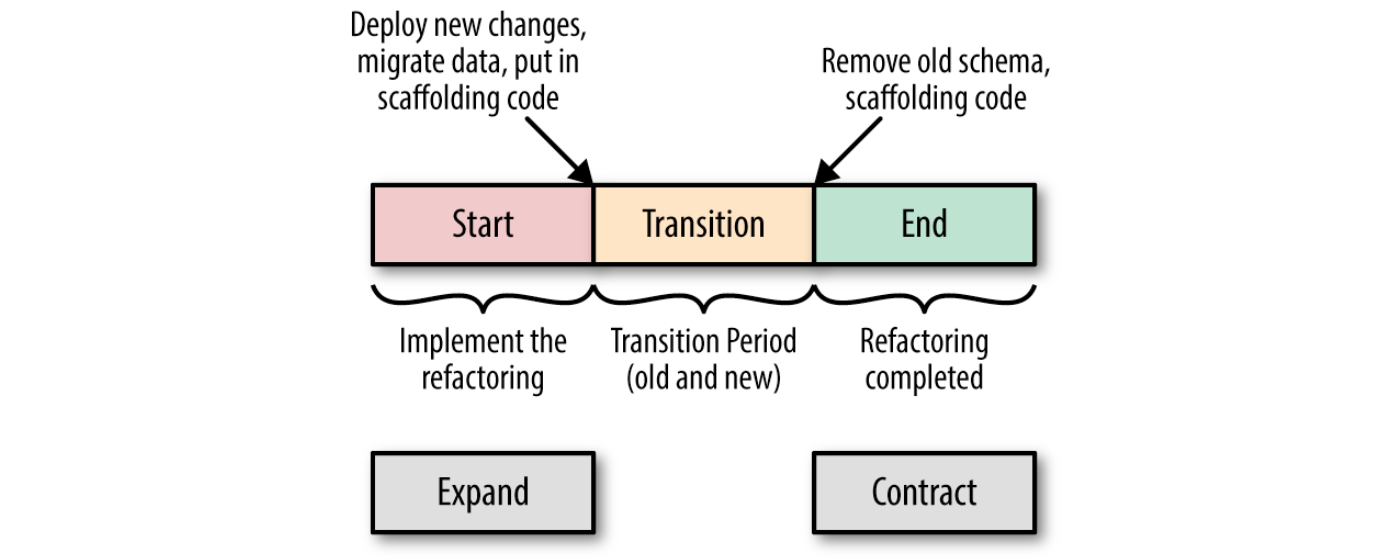 Deploy new changes,
migrate data, put in
scaffolding code
Remove old schema,
scaffolding code
Start
Transition
End
Implement the
refactoring
Transition Period
(old and new)
Refactoring
completed
Expand
Contract